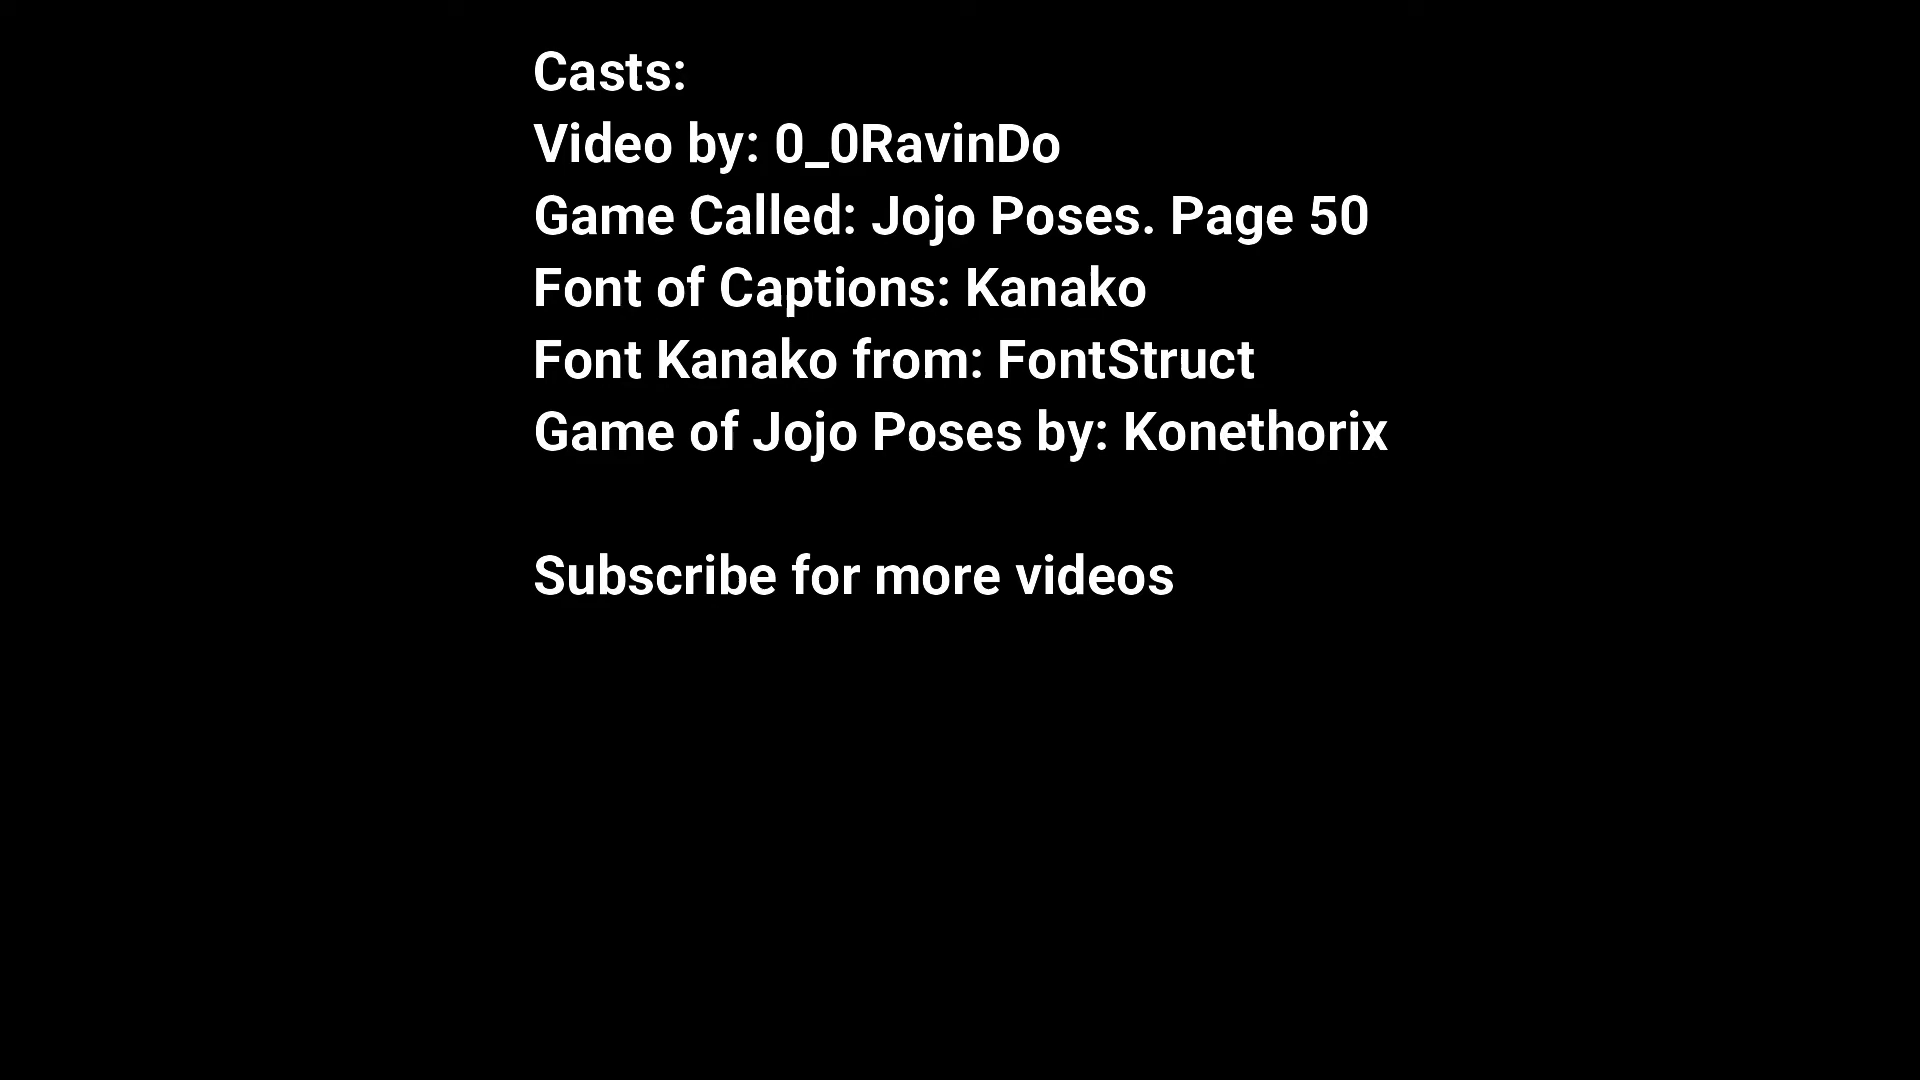 Casts:
Video by: 0_0RavinDo
Game Called: Jojo Poses. Page 50
Font of Captions: Kanako
Font Kanako from: FontStruct
Game of Jojo Poses by: Konethorix
Subscribe for more videos